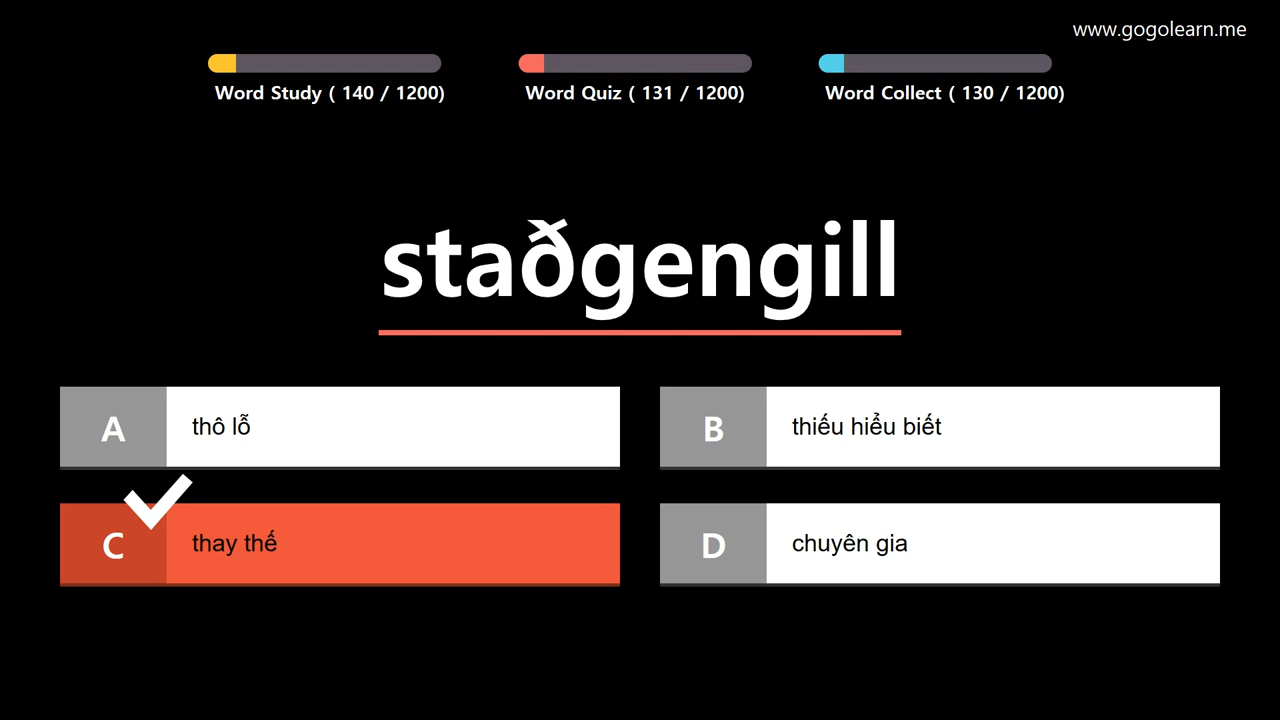 www.gogolearn.me
Word Study ( 140 / 1200)
Word Quiz ( 131 / 1200)
Word Collect ( 130 / 1200)
staðgengill
A
thô lỗ
B
thiếu hiểu biết
C
thay thế
D
chuyên gia